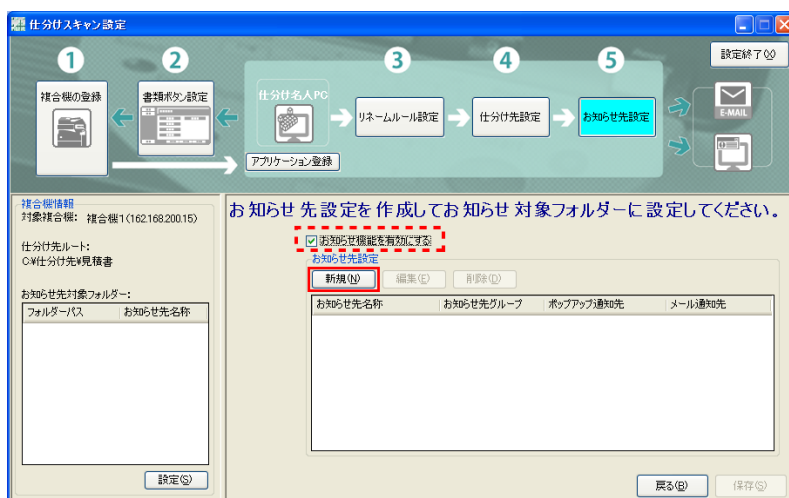 仕分けスキャン設定
1
2
3
4
5
設定終了(X)
複合機の登録
書類ボタン設定
仕分け名人PC
リネームルール設定
仕分け先設定
お知らせ先設定
E-MAIL
アプリケーション登録
複合機情報
対象複合機: 複合機1(162.168.200.15)
仕分け先ルート:
C:¥仕分け先¥見積書
お知らせ先対象フォルダー:
フォルダーパス お知らせ先名称
設定(S)
お知らせ先設定を作成してお知らせ対象フォルダーに設定してください。
お知らせ機能を有効にする
お知らせ先設定
新規(N) 編集(E) 削除(D)
お知らせ先名称 お知らせ先グループ ポップアップ通知先 メール通知先
戻る(B) 保存(S)